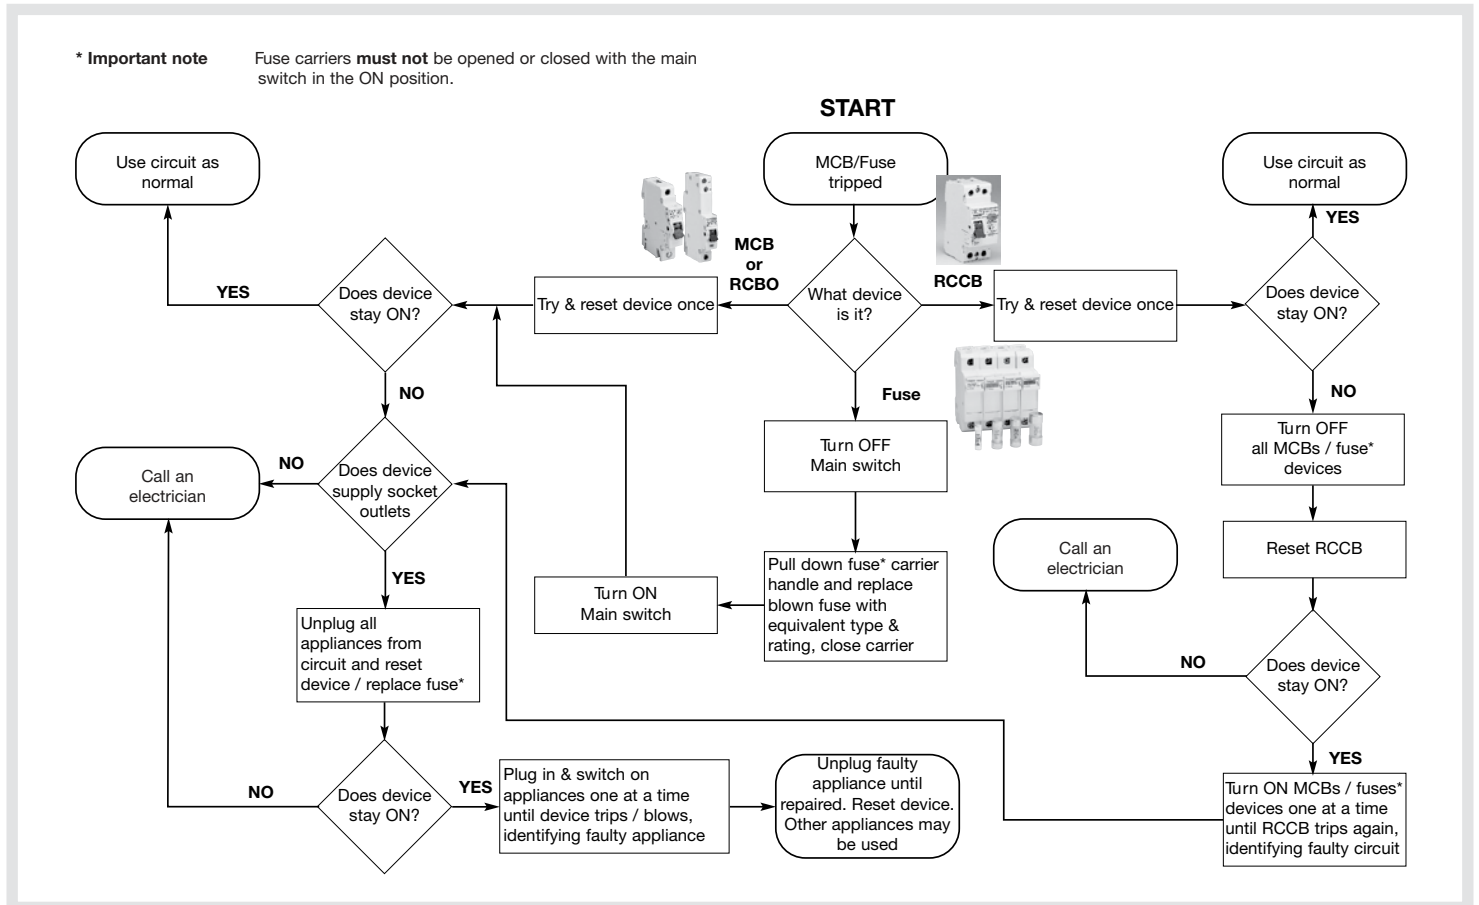 * Important note Fuse carriers must not be opened or closed with the main
switch in the ON position.
START
MCB/Fuse
tripped
What device
is it?
MCB
or
RCBO
Try & reset device once
Does device
stay ON?
YES
Use circuit as
normal
NO
Does device
supply socket
outlets
NO
Call an
electrician
YES
Unplug all
appliances from
circuit and reset
device / replace fuse*
Does device
stay ON?
NO
YES
Plug in & switch on
appliances one at a time
until device trips / blows,
identifying faulty appliance
Unplug faulty
appliance until
repaired. Reset device.
Other appliances may
be used
Fuse
Turn OFF
Main switch
Pull down fuse* carrier
handle and replace
blown fuse with
equivalent type &
rating, close carrier
Turn ON
Main switch
RCCB
Try & reset device once
Does device
stay ON?
YES
Use circuit as
normal
NO
Turn OFF
all MCBs / fuse*
devices
Reset RCCB
Does device
stay ON?
NO
Call an
electrician
YES
Turn ON MCBs / fuses*
devices one at a time
until RCCB trips again,
identifying faulty circuit